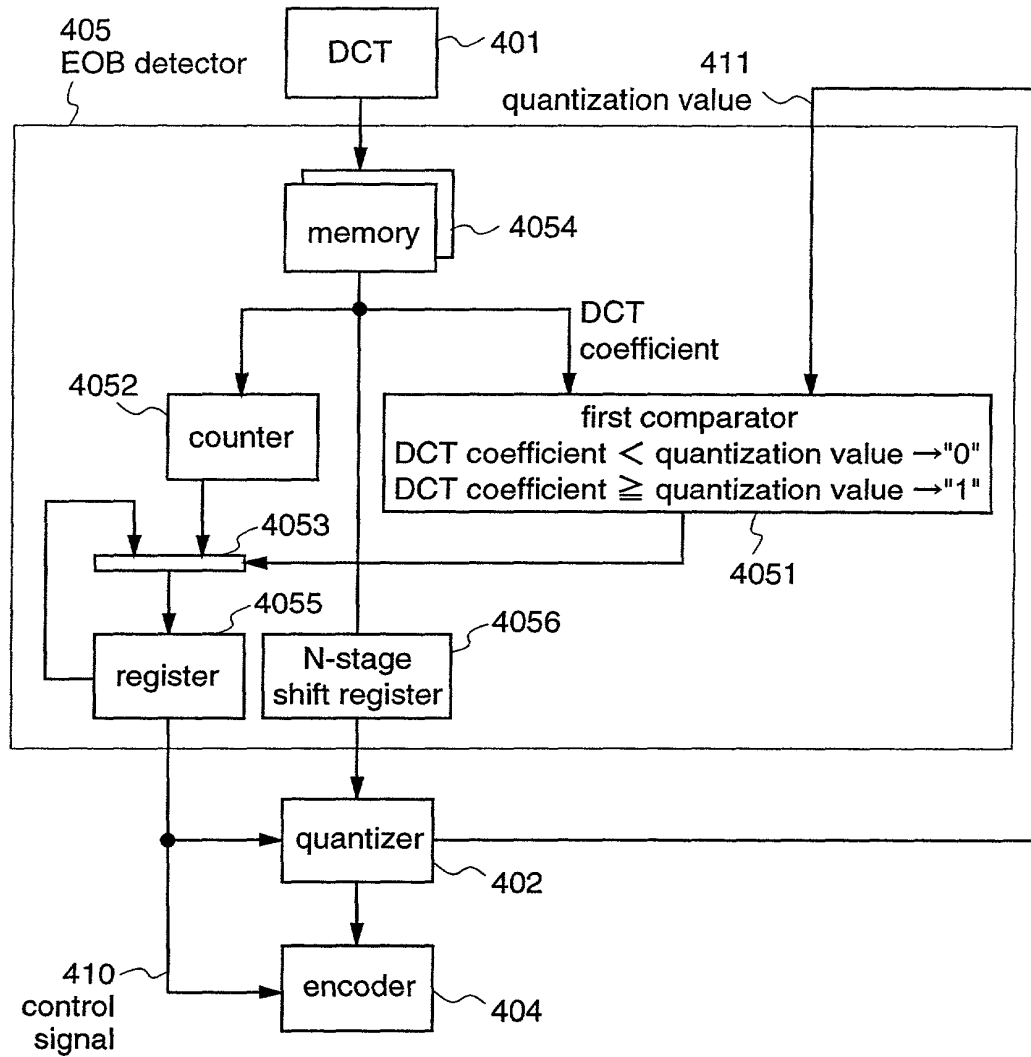 405
EOB detector
DCT
401
411
quantization value
memory
4054
DCT
coefficient
4052
counter
first comparator
DCT coefficient < quantization value →"0"
DCT coefficient ≧ quantization value →"1"
4053
4051
4055
register
4056
N-stage
shift register
quantizer
402
410
control
signal
encoder
404